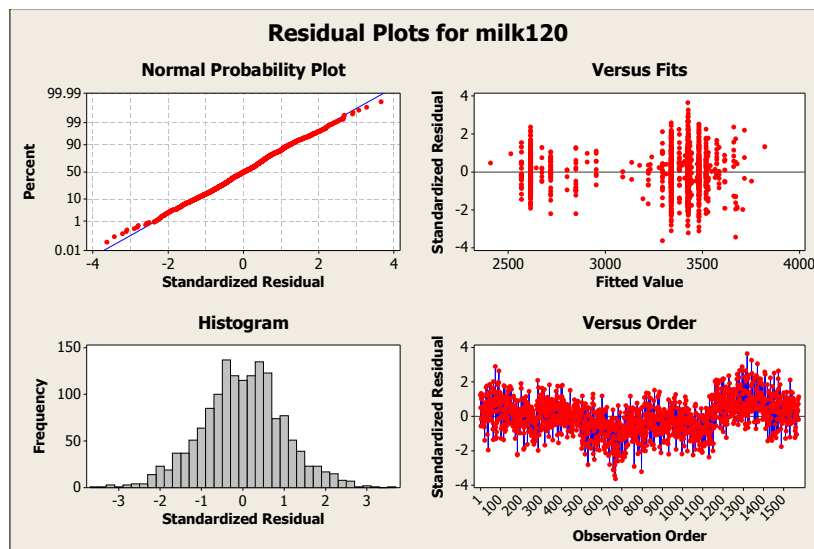 Residual Plots for milk120
Normal Probability Plot
Percent
99.99
99
90
50
10
1
0.01
-4 -2 0 2 4
Standardized Residual
Versus Fits
Standardized Residual
4
2
0
-2
-4
2500 3000 3500 4000
Fitted Value
Histogram
Frequency
150
100
50
0
-3 -2 -1 0 1 2 3
Standardized Residual
Versus Order
Standardized Residual
4
2
0
-2
-4
1 100 200 300 400 500 600 700 800 900 1000 1100 1200 1300 1400 1500
Observation Order